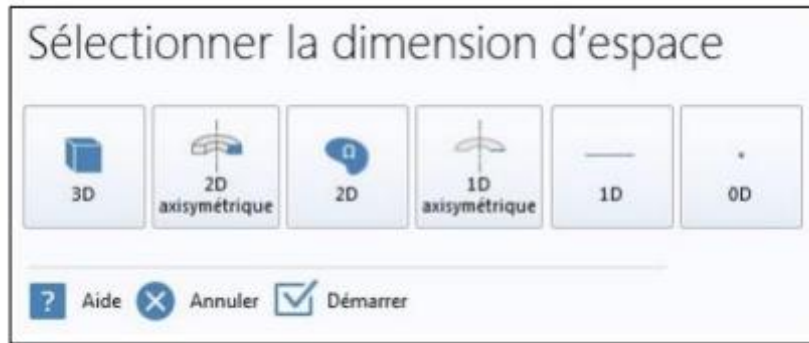 Sélectionner la dimension d'espace
3D
2D
axisymétrique
Ω
2D
1D
axisymétrique
1D
0D
? Aide Annuler Démarrer